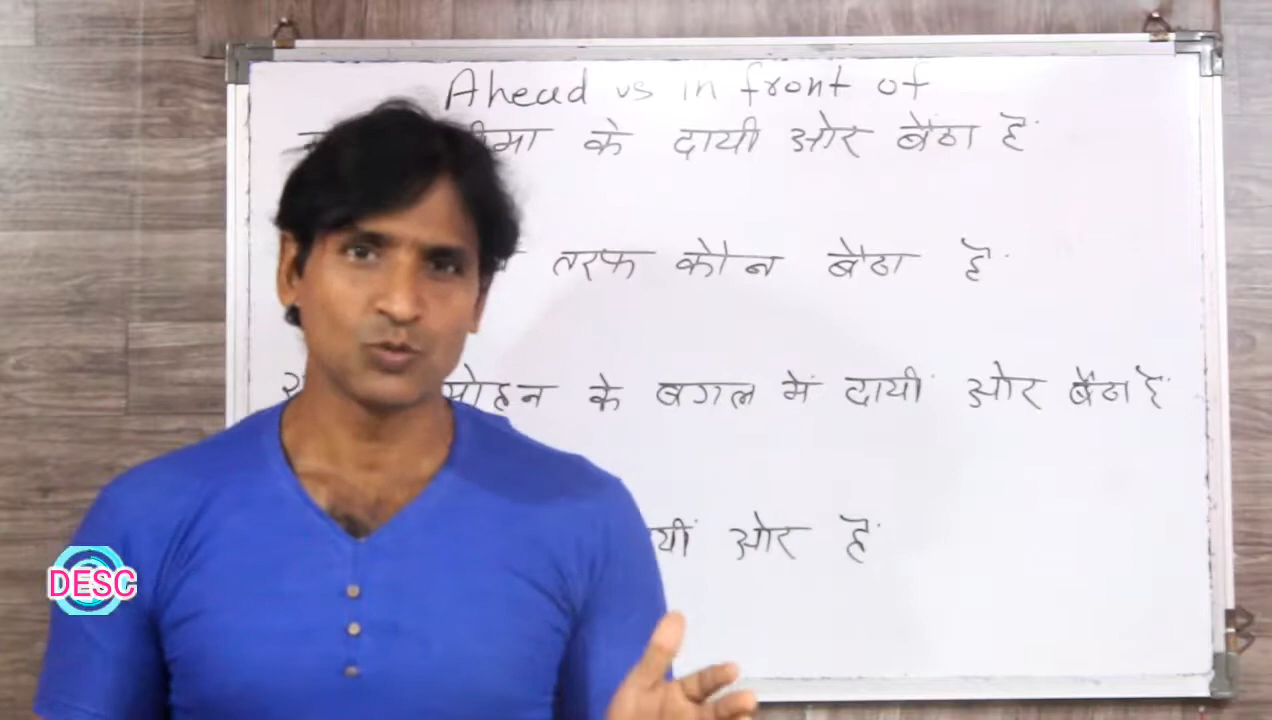 Ahead vs in front of
के दायी ओर बैठा है
तरफ कौन बैठा है
मोहन के बगल में दायीं ओर बैठा है
ओर है
DESC